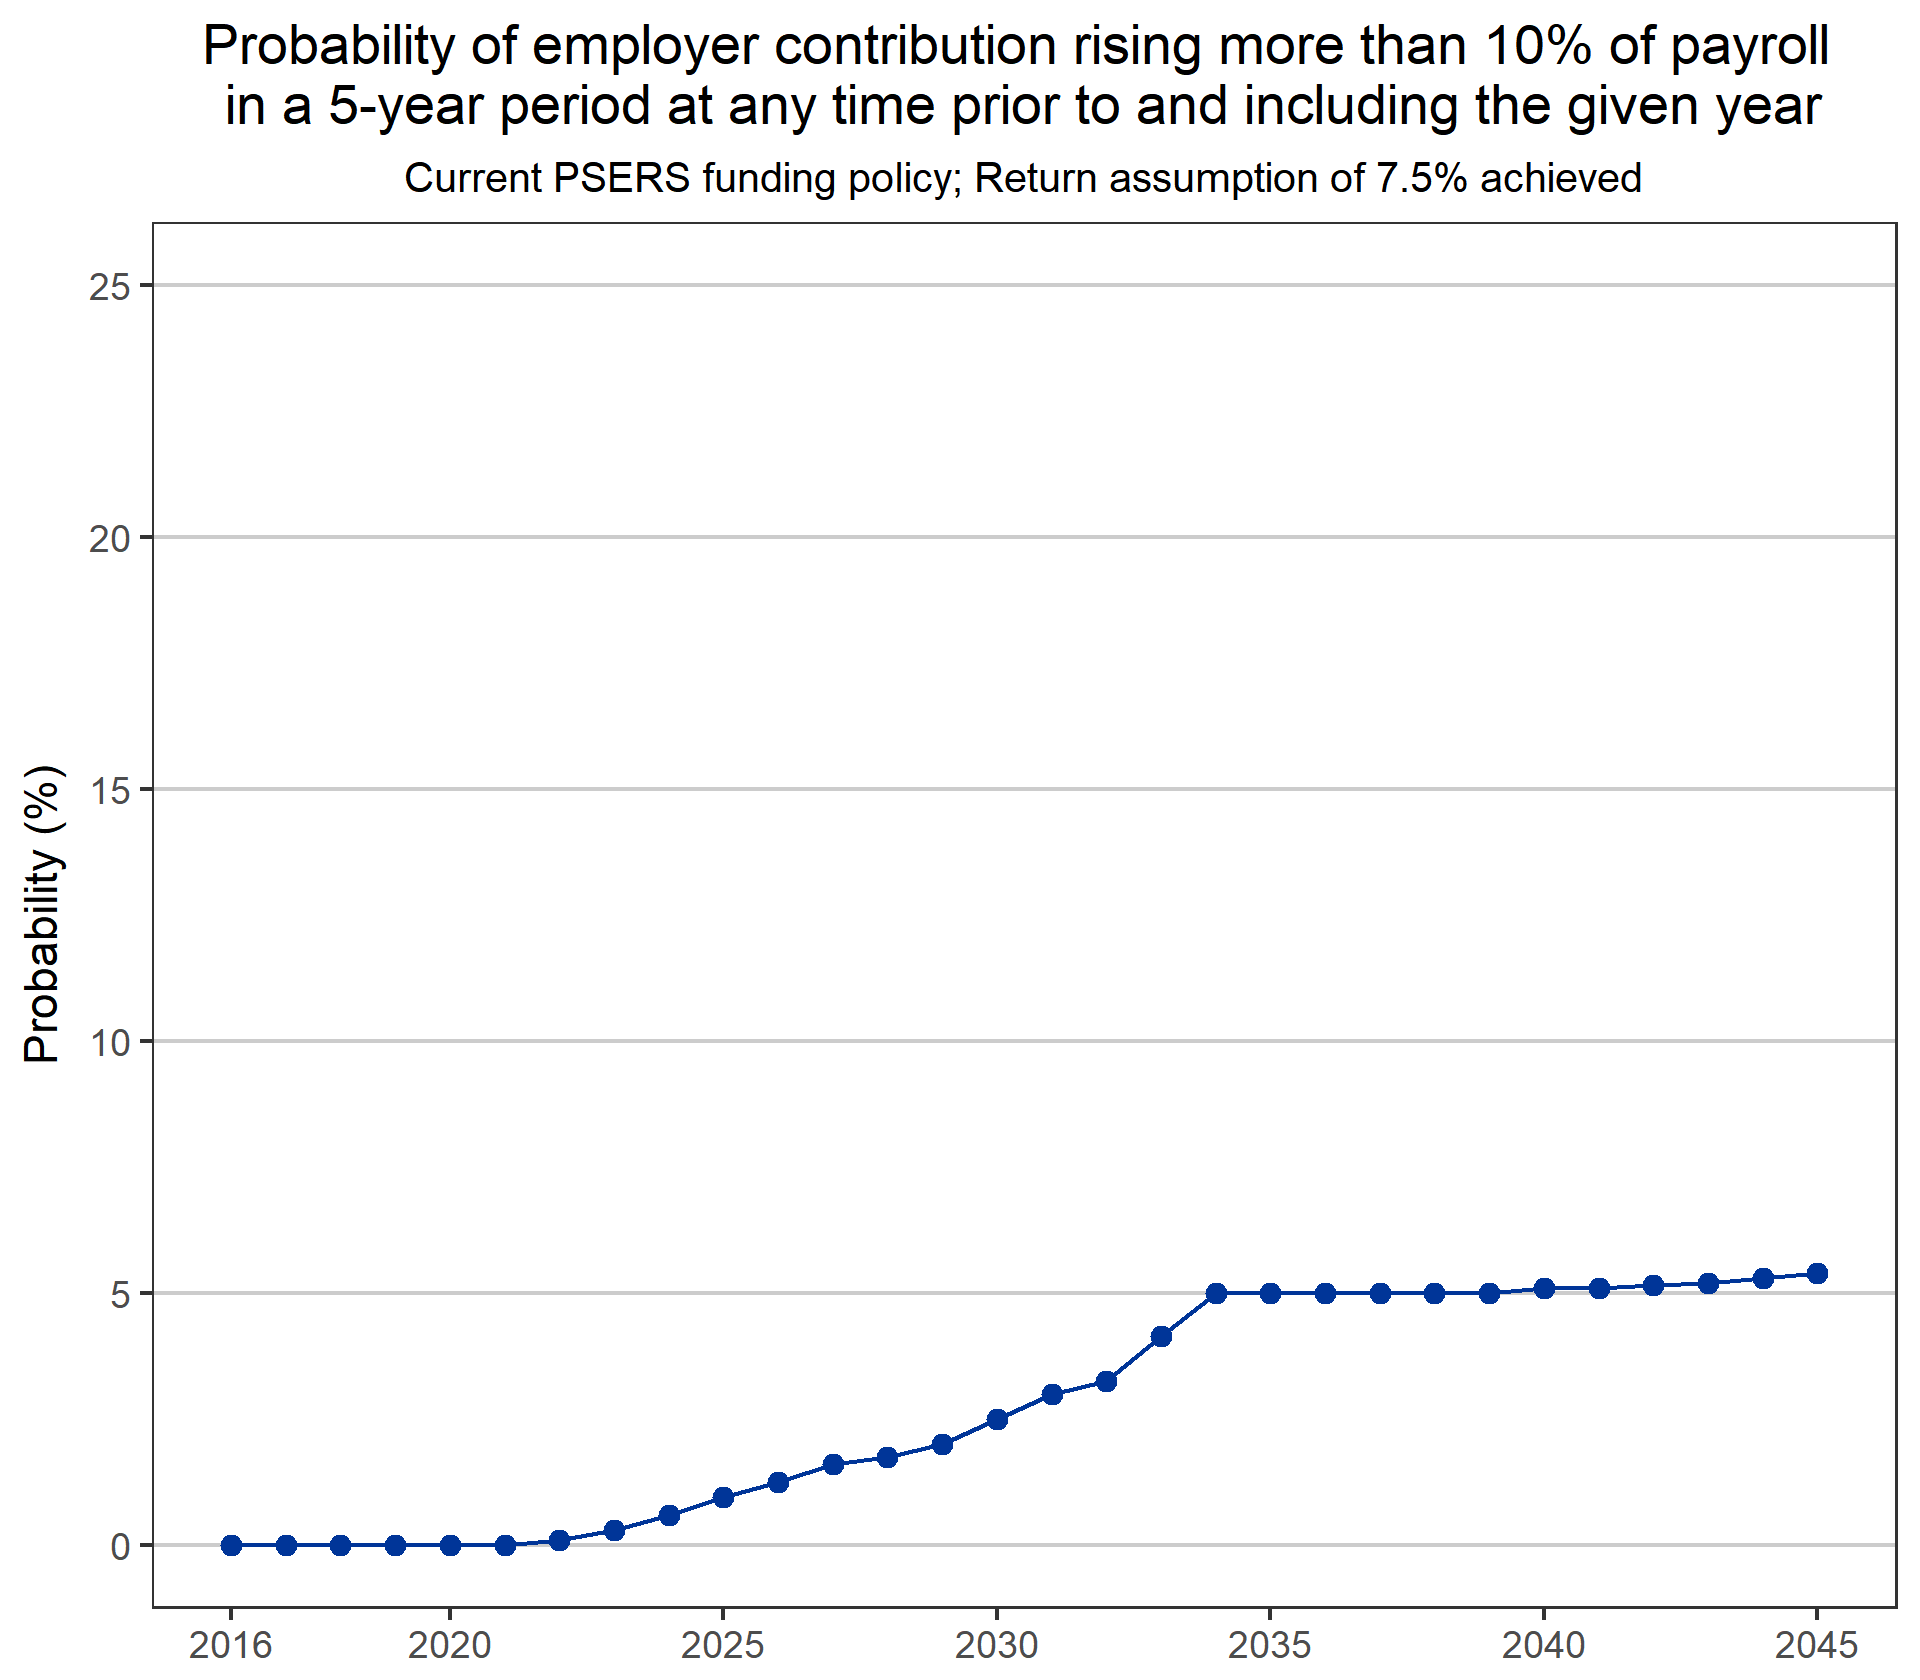 Probability of employer contribution rising more than 10% of payroll
in a 5-year period at any time prior to and including the given year
Current PSERS funding policy; Return assumption of 7.5% achieved
Probability (%)
25
20
15
10
5
0
2016 2020 2025 2030 2035 2040 2045